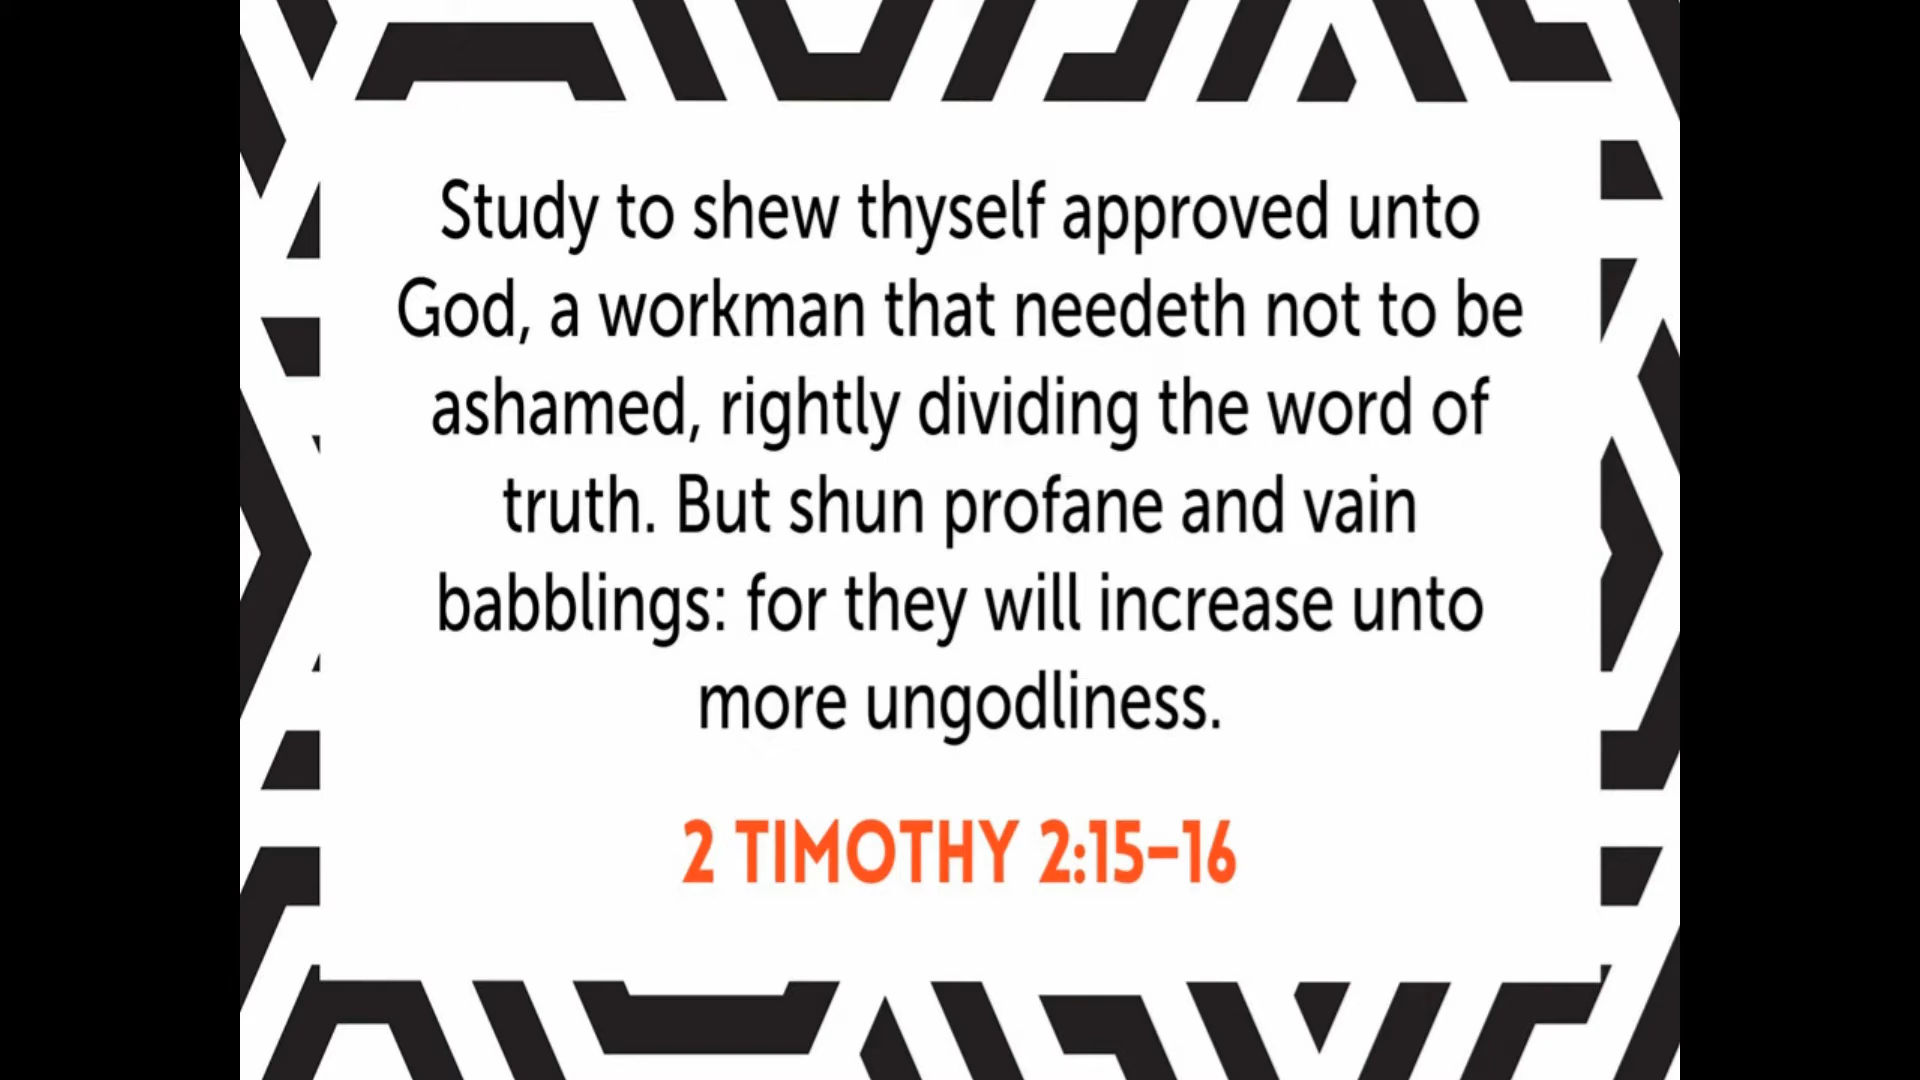 Study to shew thyself approved unto
God, a workman that needeth not to be
ashamed, rightly dividing the word of
truth. But shun profane and vain
babblings: for they will increase unto
more ungodliness.
2 TIMOTHY 2:15–16